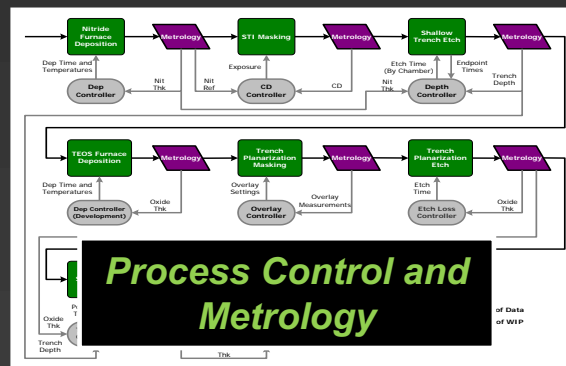 Nitride
Furnace
Deposition
Metrology
STI Masking
Metrology
Shallow
Trench Etch
Metrology
Dep Time and
Temperatures
Exposure
Etch Time
(By Chamber)
Endpoint
Times
Dep
Controller
Nit
Thk
Nit
Ref
CD
Controller
CD
Nit
Thk
Depth
Controller
Trench
Depth
TEOS Furnace
Deposition
Metrology
Trench
Planarization
Masking
Metrology
Trench
Planarization
Etch
Metrology
Dep Time and
Temperatures
Overlay
Settings
Etch
Time
Dep Controller
(Development)
Oxide
Thk
Overlay
Controller
Overlay
Measurements
Etch Loss
Controller
Oxide
Thk
Process Control and
Metrology
of Data
of WIP
Oxide
Thk
Trench
Depth
Thk